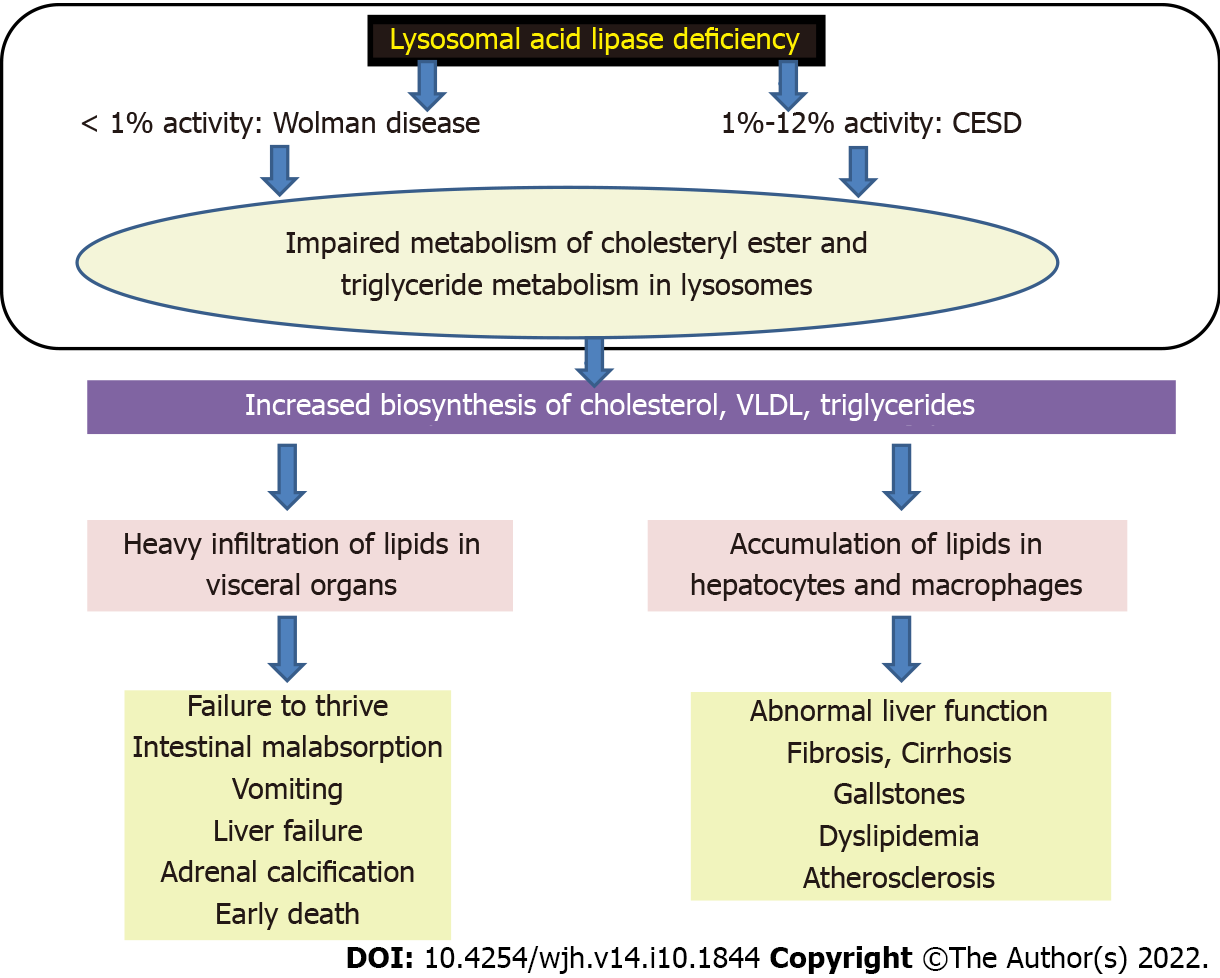 Lysosomal acid lipase deficiency
< 1% activity: Wolman disease
1%-12% activity: CESD
Impaired metabolism of cholesteryl ester and
triglyceride metabolism in lysosomes
Increased biosynthesis of cholesterol, VLDL, triglycerides
Heavy infiltration of lipids in
visceral organs
Accumulation of lipids in
hepatocytes and macrophages
Failure to thrive
Intestinal malabsorption
Vomiting
Liver failure
Adrenal calcification
Early death
Abnormal liver function
Fibrosis, Cirrhosis
Gallstones
Dyslipidemia
Atherosclerosis
DOI: 10.4254/wjh.v14.i10.1844 Copyright ©The Author(s) 2022.